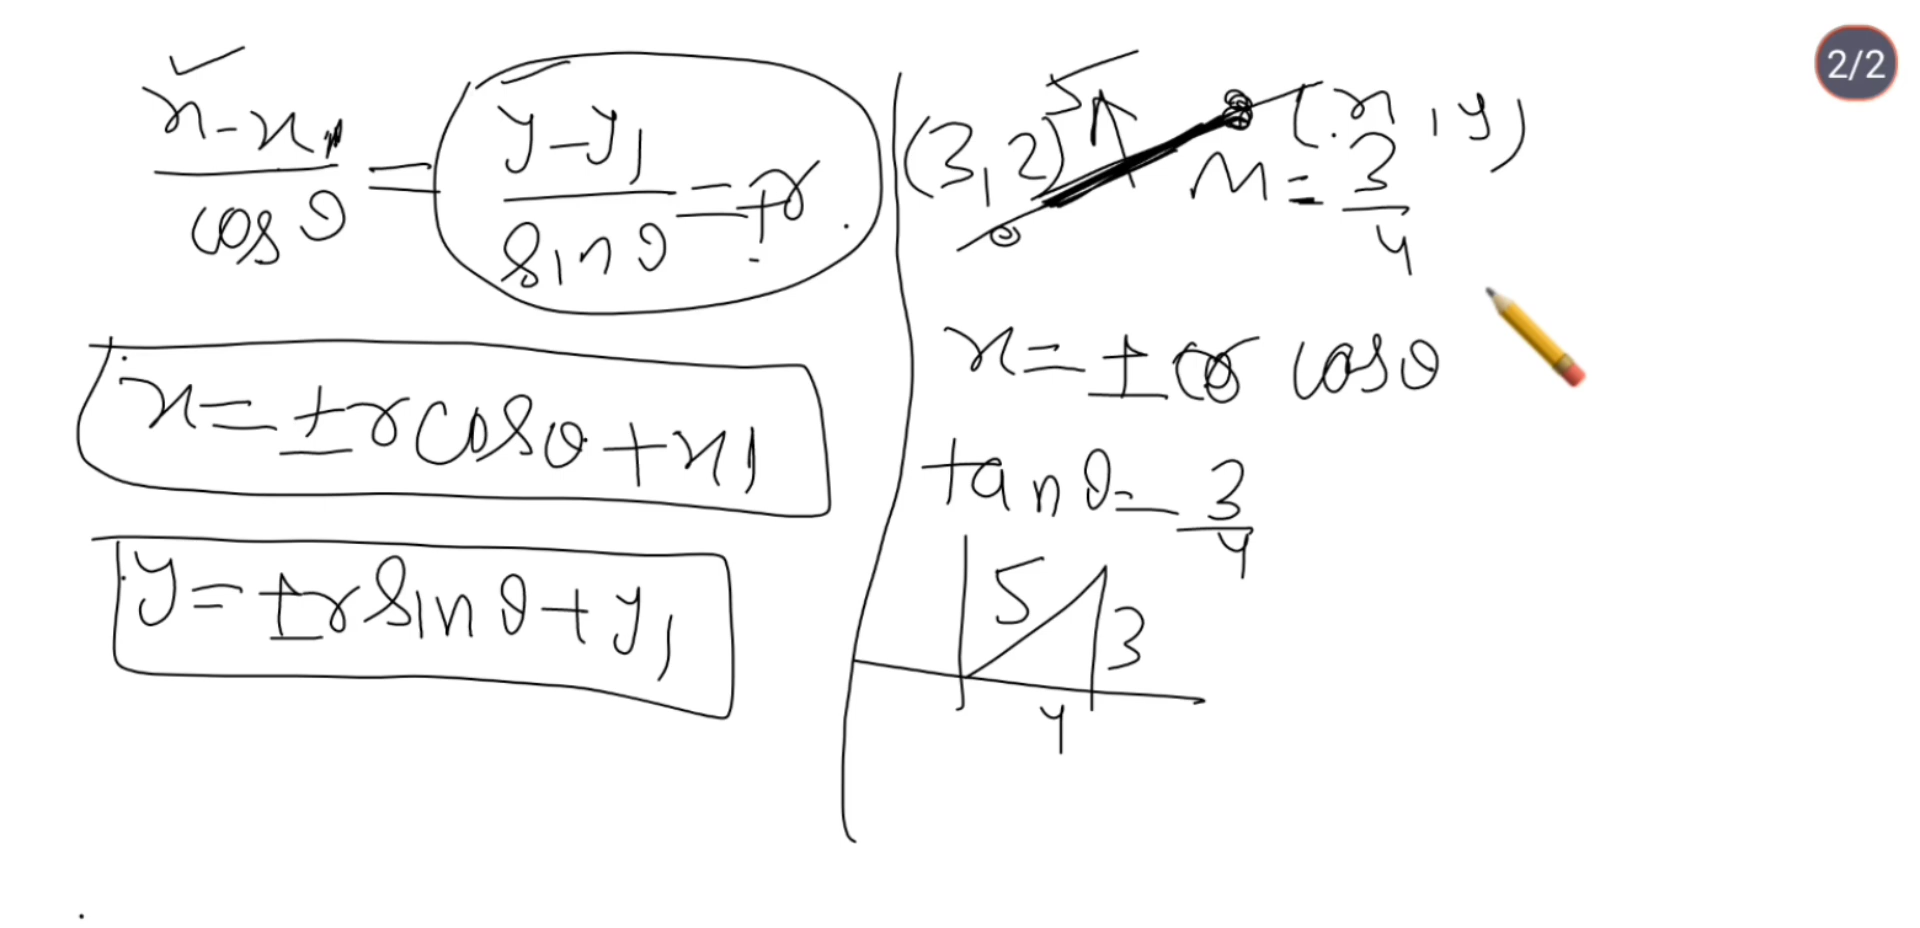 2/2
(x-x₁)/cosθ = (y-y₁)/sinθ = ±r.
x = ±r cosθ + x₁
y = ±r sinθ + y₁
(3,2) 5 (x, y)
m = 3/4
x = ± r cosθ
tanθ = 3/4
5 3
4